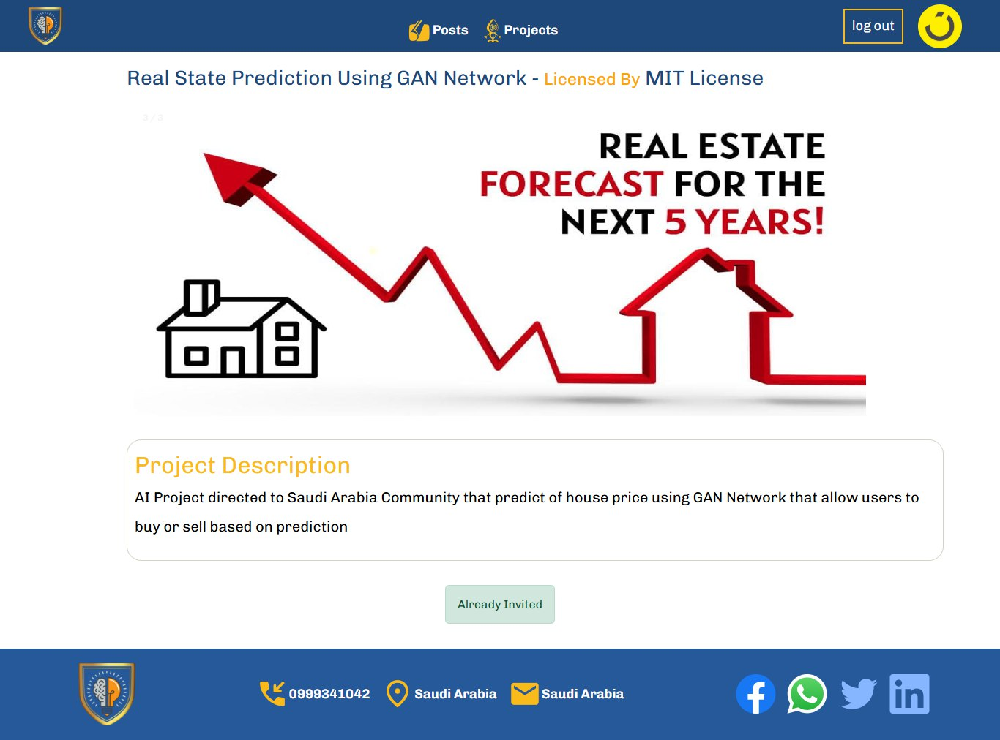 Posts Projects log out
Real State Prediction Using GAN Network - Licensed By MIT License
3 / 3
REAL ESTATE
FORECAST FOR THE
NEXT 5 YEARS!
Project Description
AI Project directed to Saudi Arabia Community that predict of house price using GAN Network that allow users to
buy or sell based on prediction
Already Invited
0999341042 Saudi Arabia Saudi Arabia